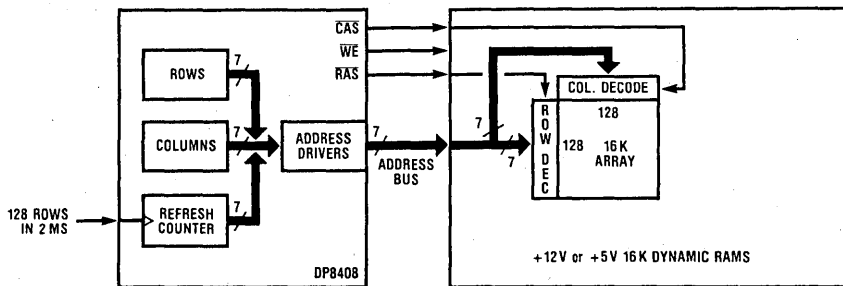 ROWS
7
COLUMNS
7
128 ROWS
IN 2 MS
REFRESH
COUNTER
7
ADDRESS
DRIVERS
DP8408
CAS
WE
RAS
7
ADDRESS
BUS
7
7
COL. DECODE
ROW DEC
128
128
16K
ARRAY
+12V or +5V 16K DYNAMIC RAMS